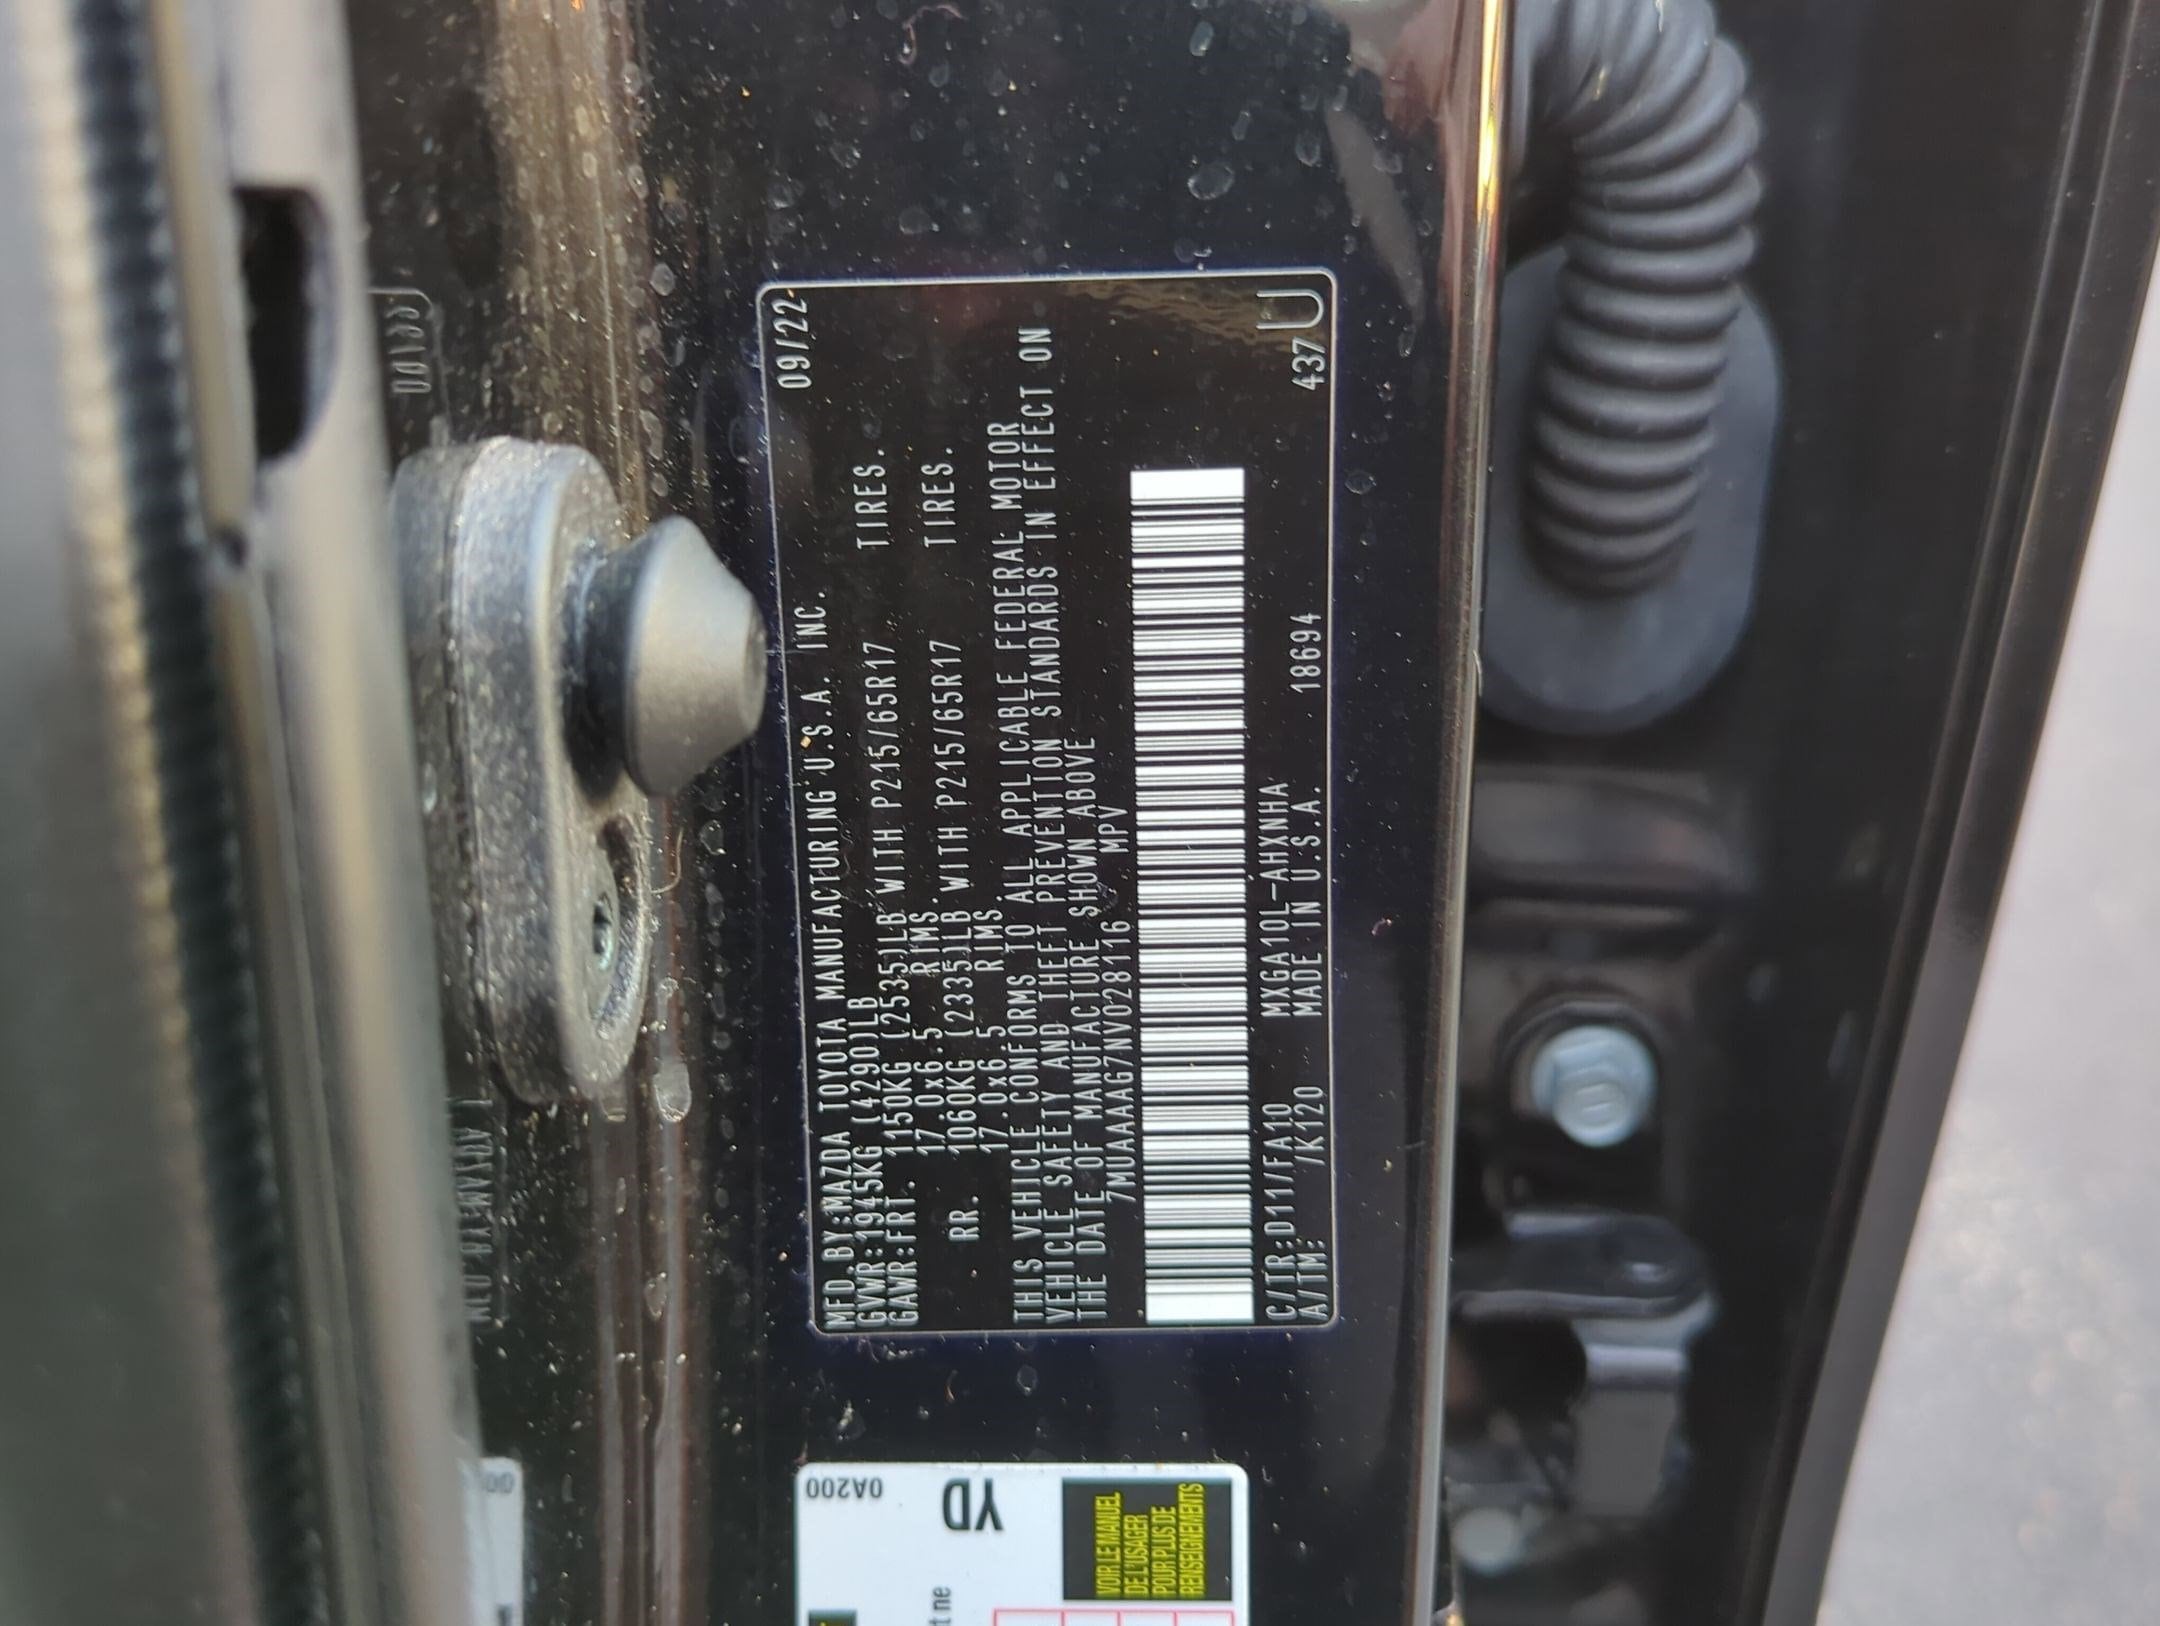 MFD.BY:MAZDA TOYOTA MANUFACTURING U.S.A. INC. 09/22
GVWR:1945KG (4290)LB
GAWR:FRT. 1150KG (2535)LB WITH P215/65R17 TIRES.
17.0x6.5 RIMS.
RR. 1060KG (2335)LB WITH P215/65R17 TIRES.
17.0x6.5 RIMS.
THIS VEHICLE CONFORMS TO ALL APPLICABLE FEDERAL MOTOR
VEHICLE SAFETY AND THEFT PREVENTION STANDARDS IN EFFECT ON
THE DATE OF MANUFACTURE SHOWN ABOVE
7MUAAAAG7NV028116 MPV
C/TR:D11/FA10 MXGA10L-AHXNHA 437 U
A/TM: /K120 MADE IN U.S.A. 18694
0A200
YD
VOIR LE MANUEL
DE L'USAGER
POUR PLUS DE
RENSEIGNEMENTS